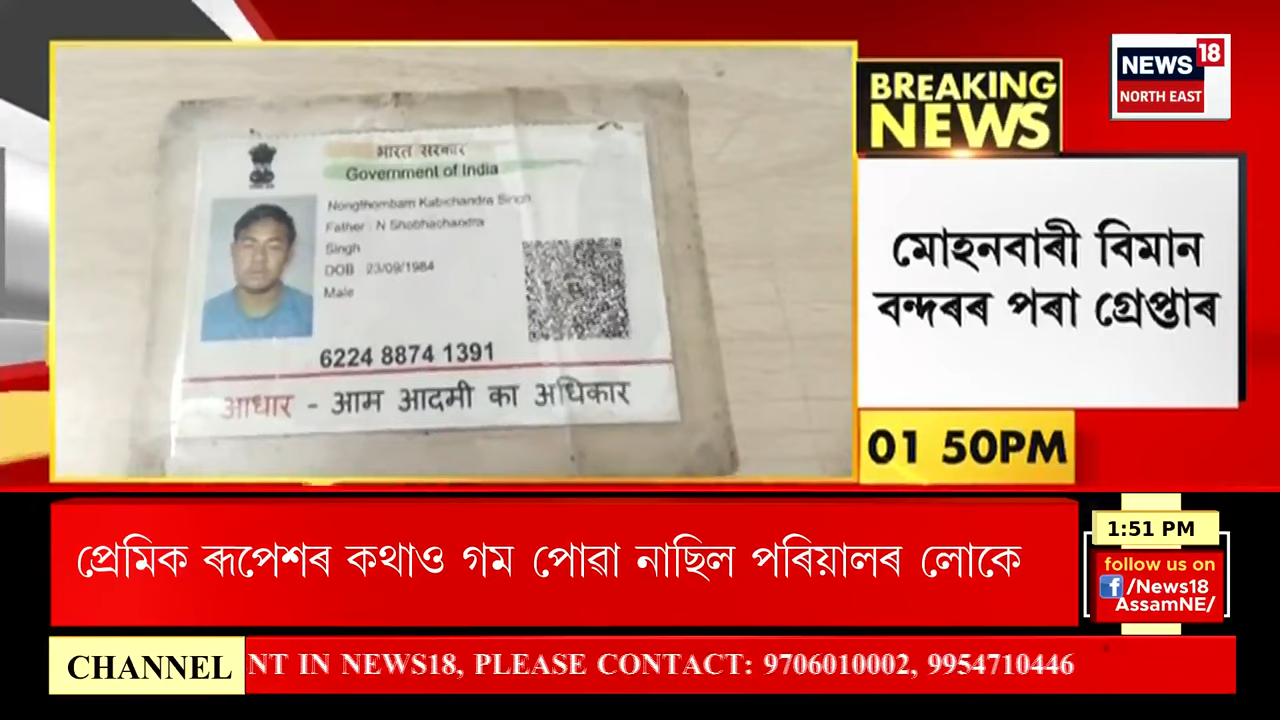 भारत सरकार
Government of India
Nongthombam Kabichandra Singh
Father : N Shobhachandra
Singh
DOB 23/09/1984
Male
6224 8874 1391
आधार - आम आदमी का अधिकार
BREAKING
NEWS
NEWS 18
NORTH EAST
মোহনবাৰী বিমান
বন্দৰৰ পৰা গ্ৰেপ্তাৰ
01 50PM
প্ৰেমিক ৰূপেশৰ কথাও গম পোৱা নাছিল পৰিয়ালৰ লোকে
1:51 PM
follow us on
f/News18
AssamNE/
CHANNEL NT IN NEWS18, PLEASE CONTACT: 9706010002, 9954710446